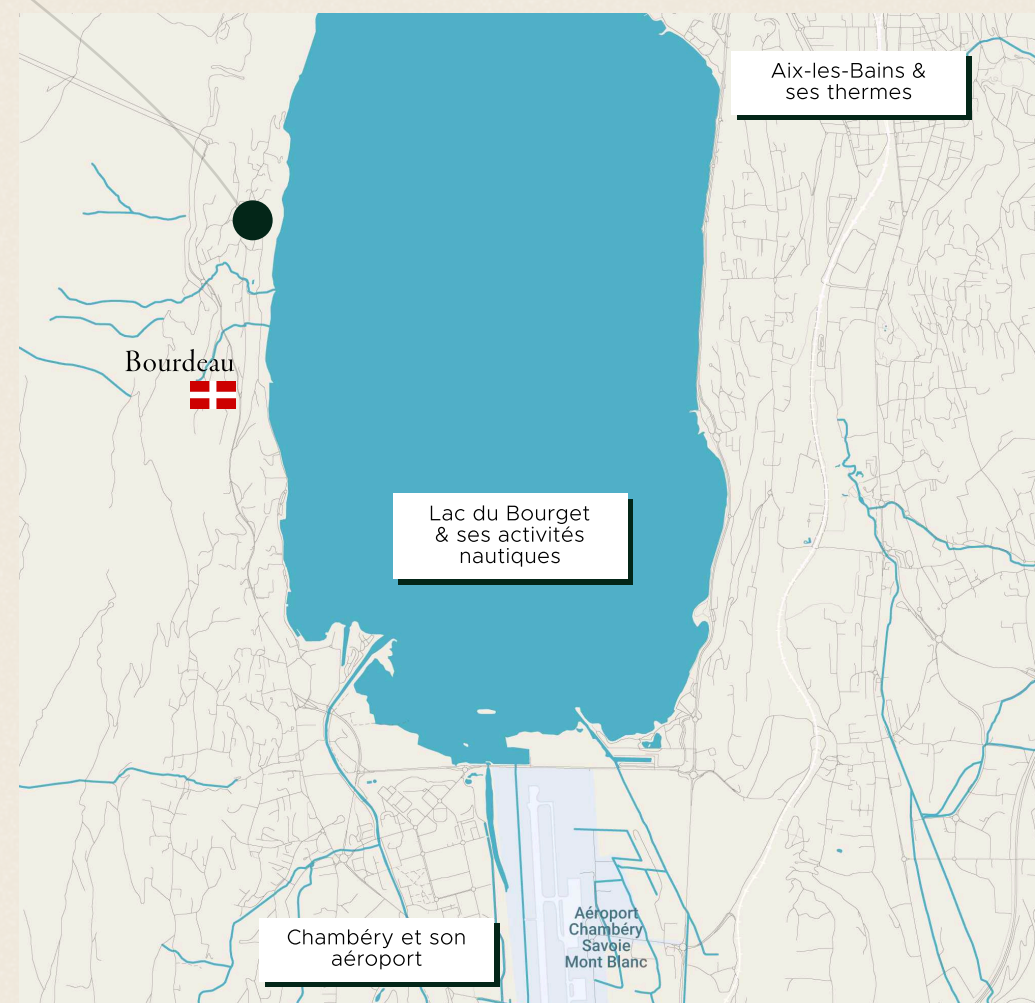 Aix-les-Bains &
ses thermes
Bourdeau
Lac du Bourget
& ses activités
nautiques
Chambéry et son
aéroport
Aéroport
Chambéry
Savoie
Mont Blanc